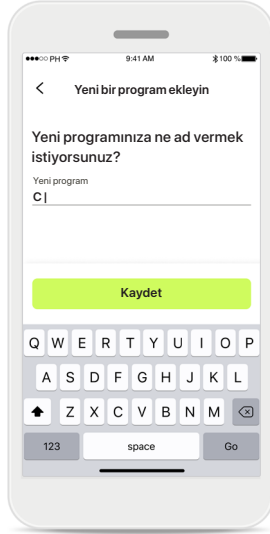 PH 9:41 AM 100 %
Yeni bir program ekleyin
Yeni programınıza ne ad vermek
istiyorsunuz?
Yeni program
C|
Kaydet
Q W E R T Y U I O P
A S D F G H J K L
Z X C V B N M
123 space Go